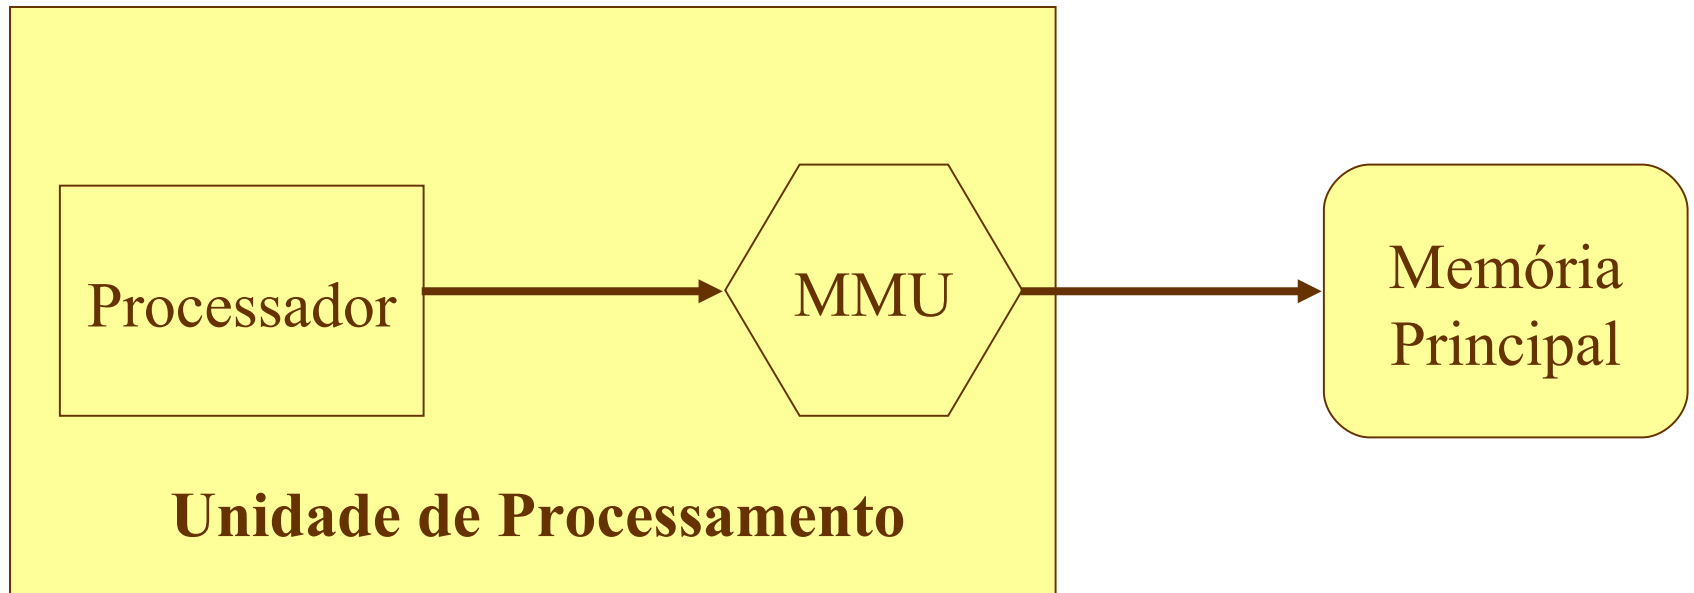 Processador
MMU
Memória
Principal
Unidade de Processamento